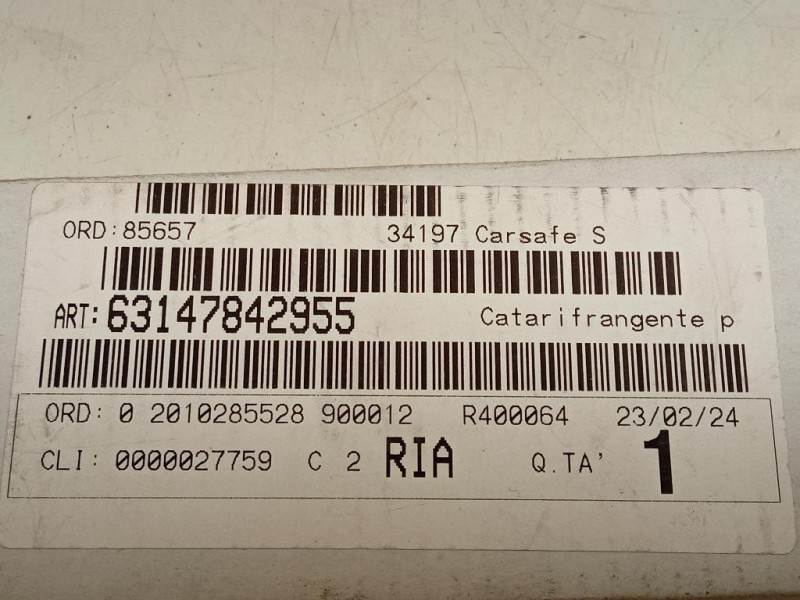 ORD:85657 34197 Carsafe S
ART:63147842955 Catarifrangente p
ORD: 0 2010285528 900012 R400064 23/02/24
CLI: 0000027759 C 2 RIA Q.TA' 1